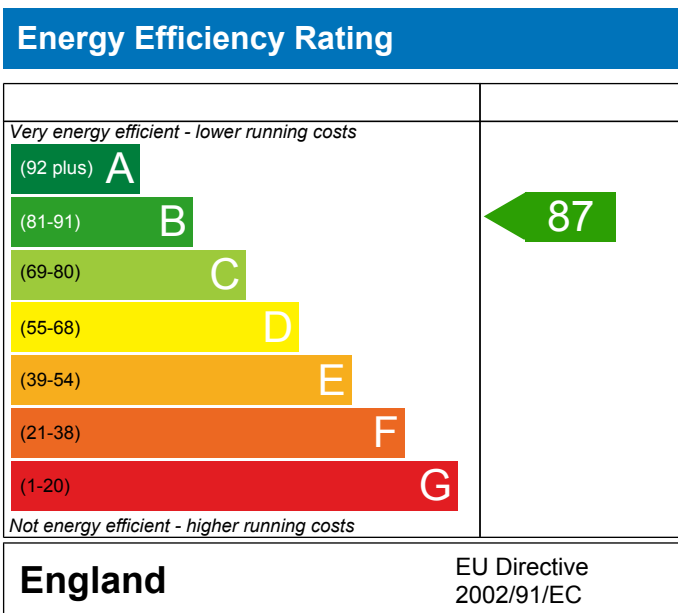 Energy Efficiency Rating
Very energy efficient - lower running costs
(92 plus) A
(81-91) B
87
(69-80) C
(55-68) D
(39-54) E
(21-38) F
(1-20) G
Not energy efficient - higher running costs
England
EU Directive
2002/91/EC